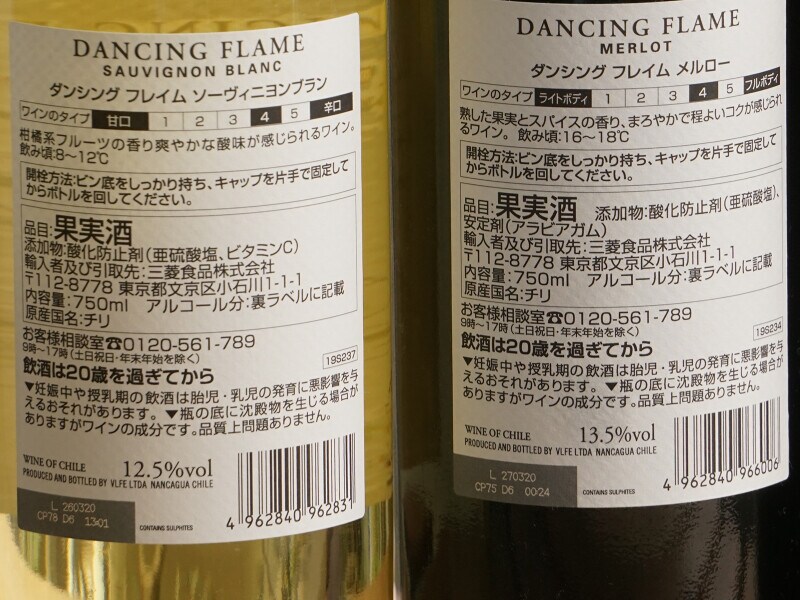 DANCING FLAME
SAUVIGNON BLANC
ダンシング フレイム ソーヴィニヨンブラン
ワインのタイプ 甘口 1 2 3 4 5 辛口
柑橘系フルーツの香り爽やかな酸味が感じられるワイン。
飲み頃:8～12℃
開栓方法:ビン底をしっかり持ち、キャップを片手で固定して
からボトルを回してください。
品目:果実酒
添加物:酸化防止剤(亜硫酸塩、ビタミンC)
輸入者及び引取先:三菱食品株式会社
〒112-8778 東京都文京区小石川1-1-1
内容量:750ml アルコール分:裏ラベルに記載
原産国名:チリ
お客様相談室☎0120-561-789
9時～17時(土日祝日・年末年始を除く)
19S237
飲酒は20歳を過ぎてから
▼妊娠中や授乳期の飲酒は胎児・乳児の発育に悪影響を与
えるおそれがあります。 ▼瓶の底に沈殿物を生じる場合が
ありますがワインの成分です。品質上問題ありません。
WINE OF CHILE 12.5%vol
PRODUCED AND BOTTLED BY VLFE LTDA NANCAGUA CHILE
L 260320
CP78 D6 13:01
CONTAINS SULPHITES
4 962840 962831
DANCING FLAME
MERLOT
ダンシング フレイム メルロー
ワインのタイプ ライトボディ 1 2 3 4 5 フルボディ
熟した果実とスパイスの香り、まろやかで程よいコクが感じられ
るワイン。 飲み頃:16～18℃
開栓方法:ビン底をしっかり持ち、キャップを片手で固定して
からボトルを回してください。
品目:果実酒 添加物:酸化防止剤(亜硫酸塩)、
安定剤(アラビアガム)
輸入者及び引取先:三菱食品株式会社
〒112-8778 東京都文京区小石川1-1-1
内容量:750ml アルコール分:裏ラベルに記載
原産国名:チリ
お客様相談室☎0120-561-789
9時～17時(土日祝日・年末年始を除く)
19S234
飲酒は20歳を過ぎてから
▼妊娠中や授乳期の飲酒は胎児・乳児の発育に悪影響を与
えるおそれがあります。 ▼瓶の底に沈殿物を生じる場合が
ありますがワインの成分です。品質上問題ありません。
WINE OF CHILE 13.5%vol
PRODUCED AND BOTTLED BY VLFE LTDA NANCAGUA CHILE
L 270320
CP75 D6 00:24
CONTAINS SULPHITES
4 962840 966006